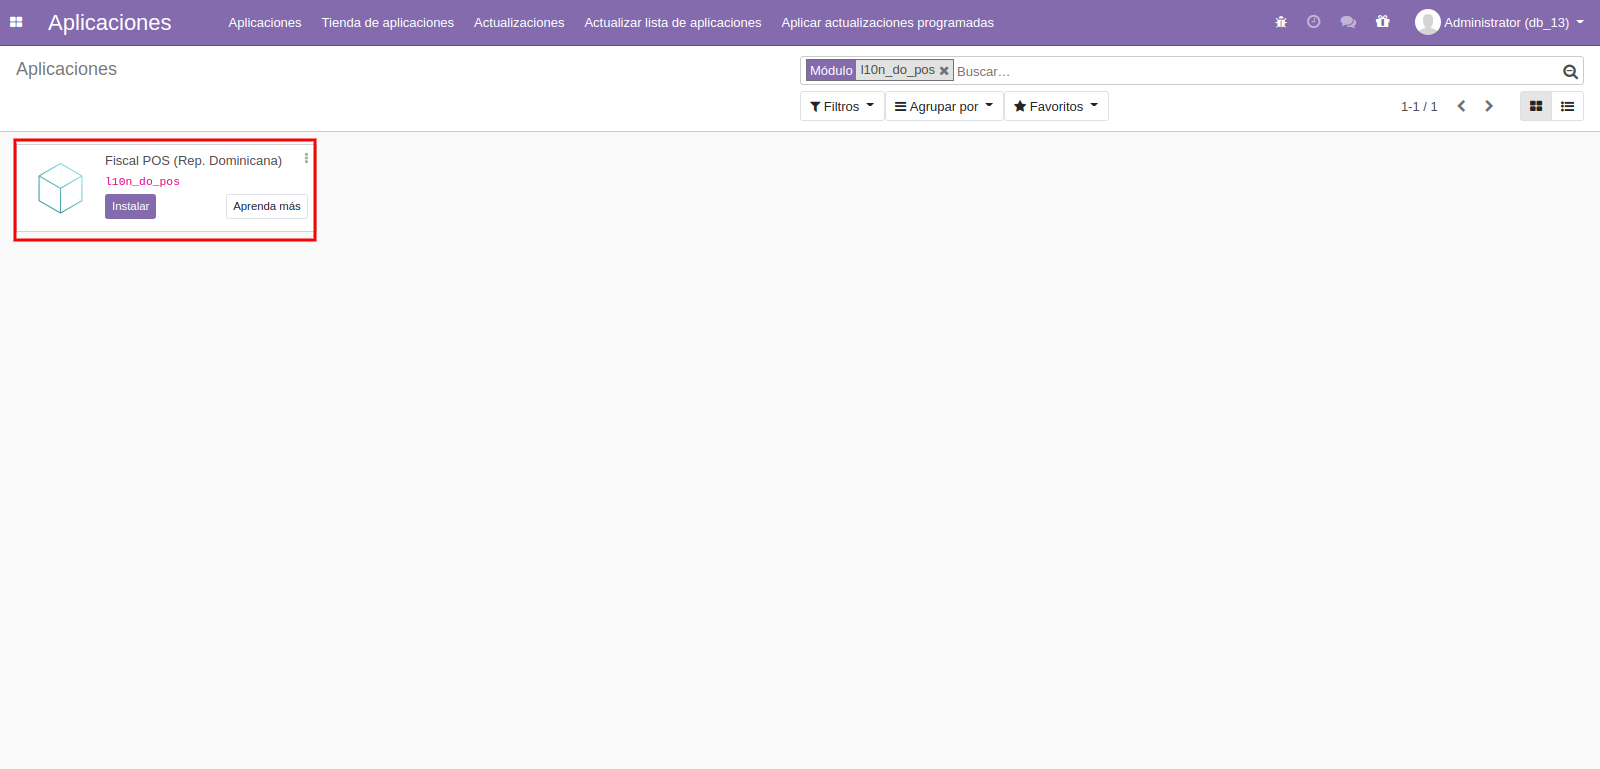 Aplicaciones Aplicaciones Tienda de aplicaciones Actualizaciones Actualizar lista de aplicaciones Aplicar actualizaciones programadas Administrator (db_13)
Aplicaciones
Módulo l10n_do_pos Buscar...
Filtros Agrupar por Favoritos 1-1 / 1
Fiscal POS (Rep. Dominicana)
l10n_do_pos
Instalar Aprenda más